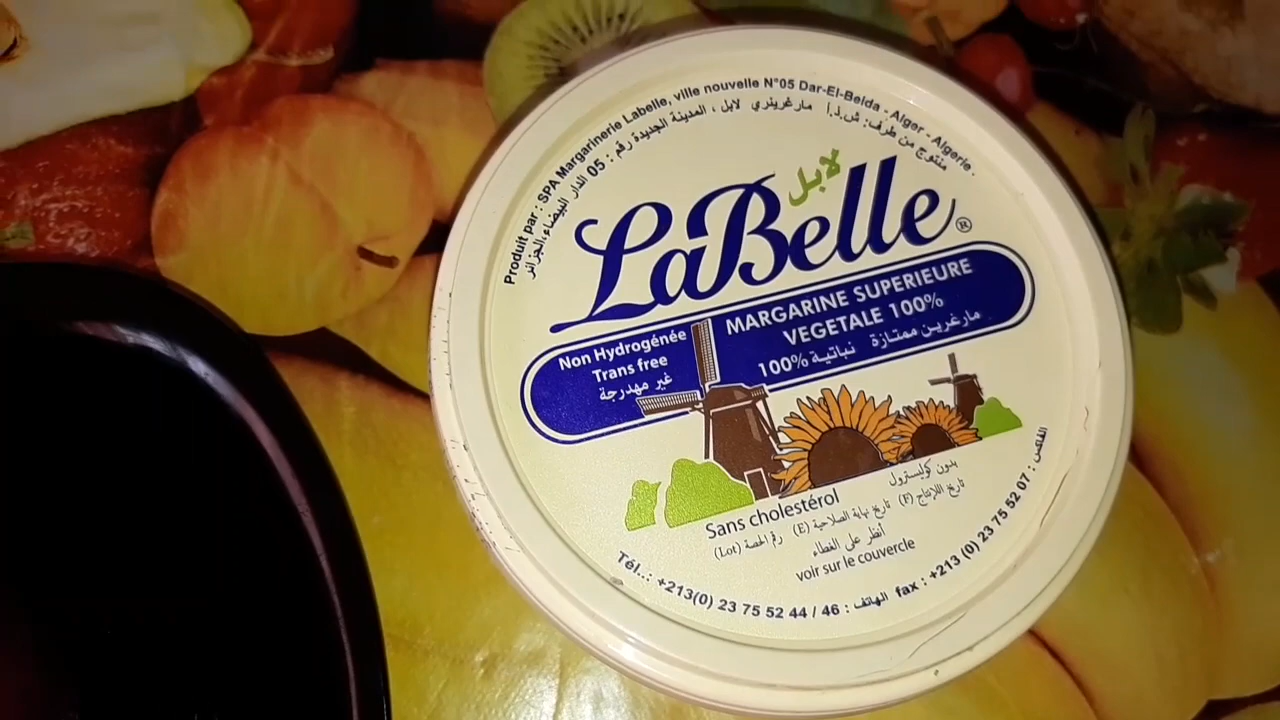 Produit par : SPA Margarinerie Labelle, ville nouvelle N°05 Dar-El-Beida - Alger - Algerie.
منتوج من طرف: ش.ذ.إ مارغرينري لابل ، المدينة الجديدة رقم : 05 الدار البيضاء،الجزائر
لابل
LaBelle®
MARGARINE SUPERIEURE
VEGETALE 100%
مارغرين ممتازة نباتية 100%
Non Hydrogénée
Trans free
غير مهدرجة
بدون كوليسترول
Sans cholestérol
تاريخ الانتاج (F) تاريخ نهاية الصلاحية (E) رقم الحصة (Lot)
أنظر على الغطاء
voir sur le couvercle
Tél..: +213(0) 23 75 52 44 / 46 : الهاتف fax : +213 (0) 23 75 52 07 : الفاكس